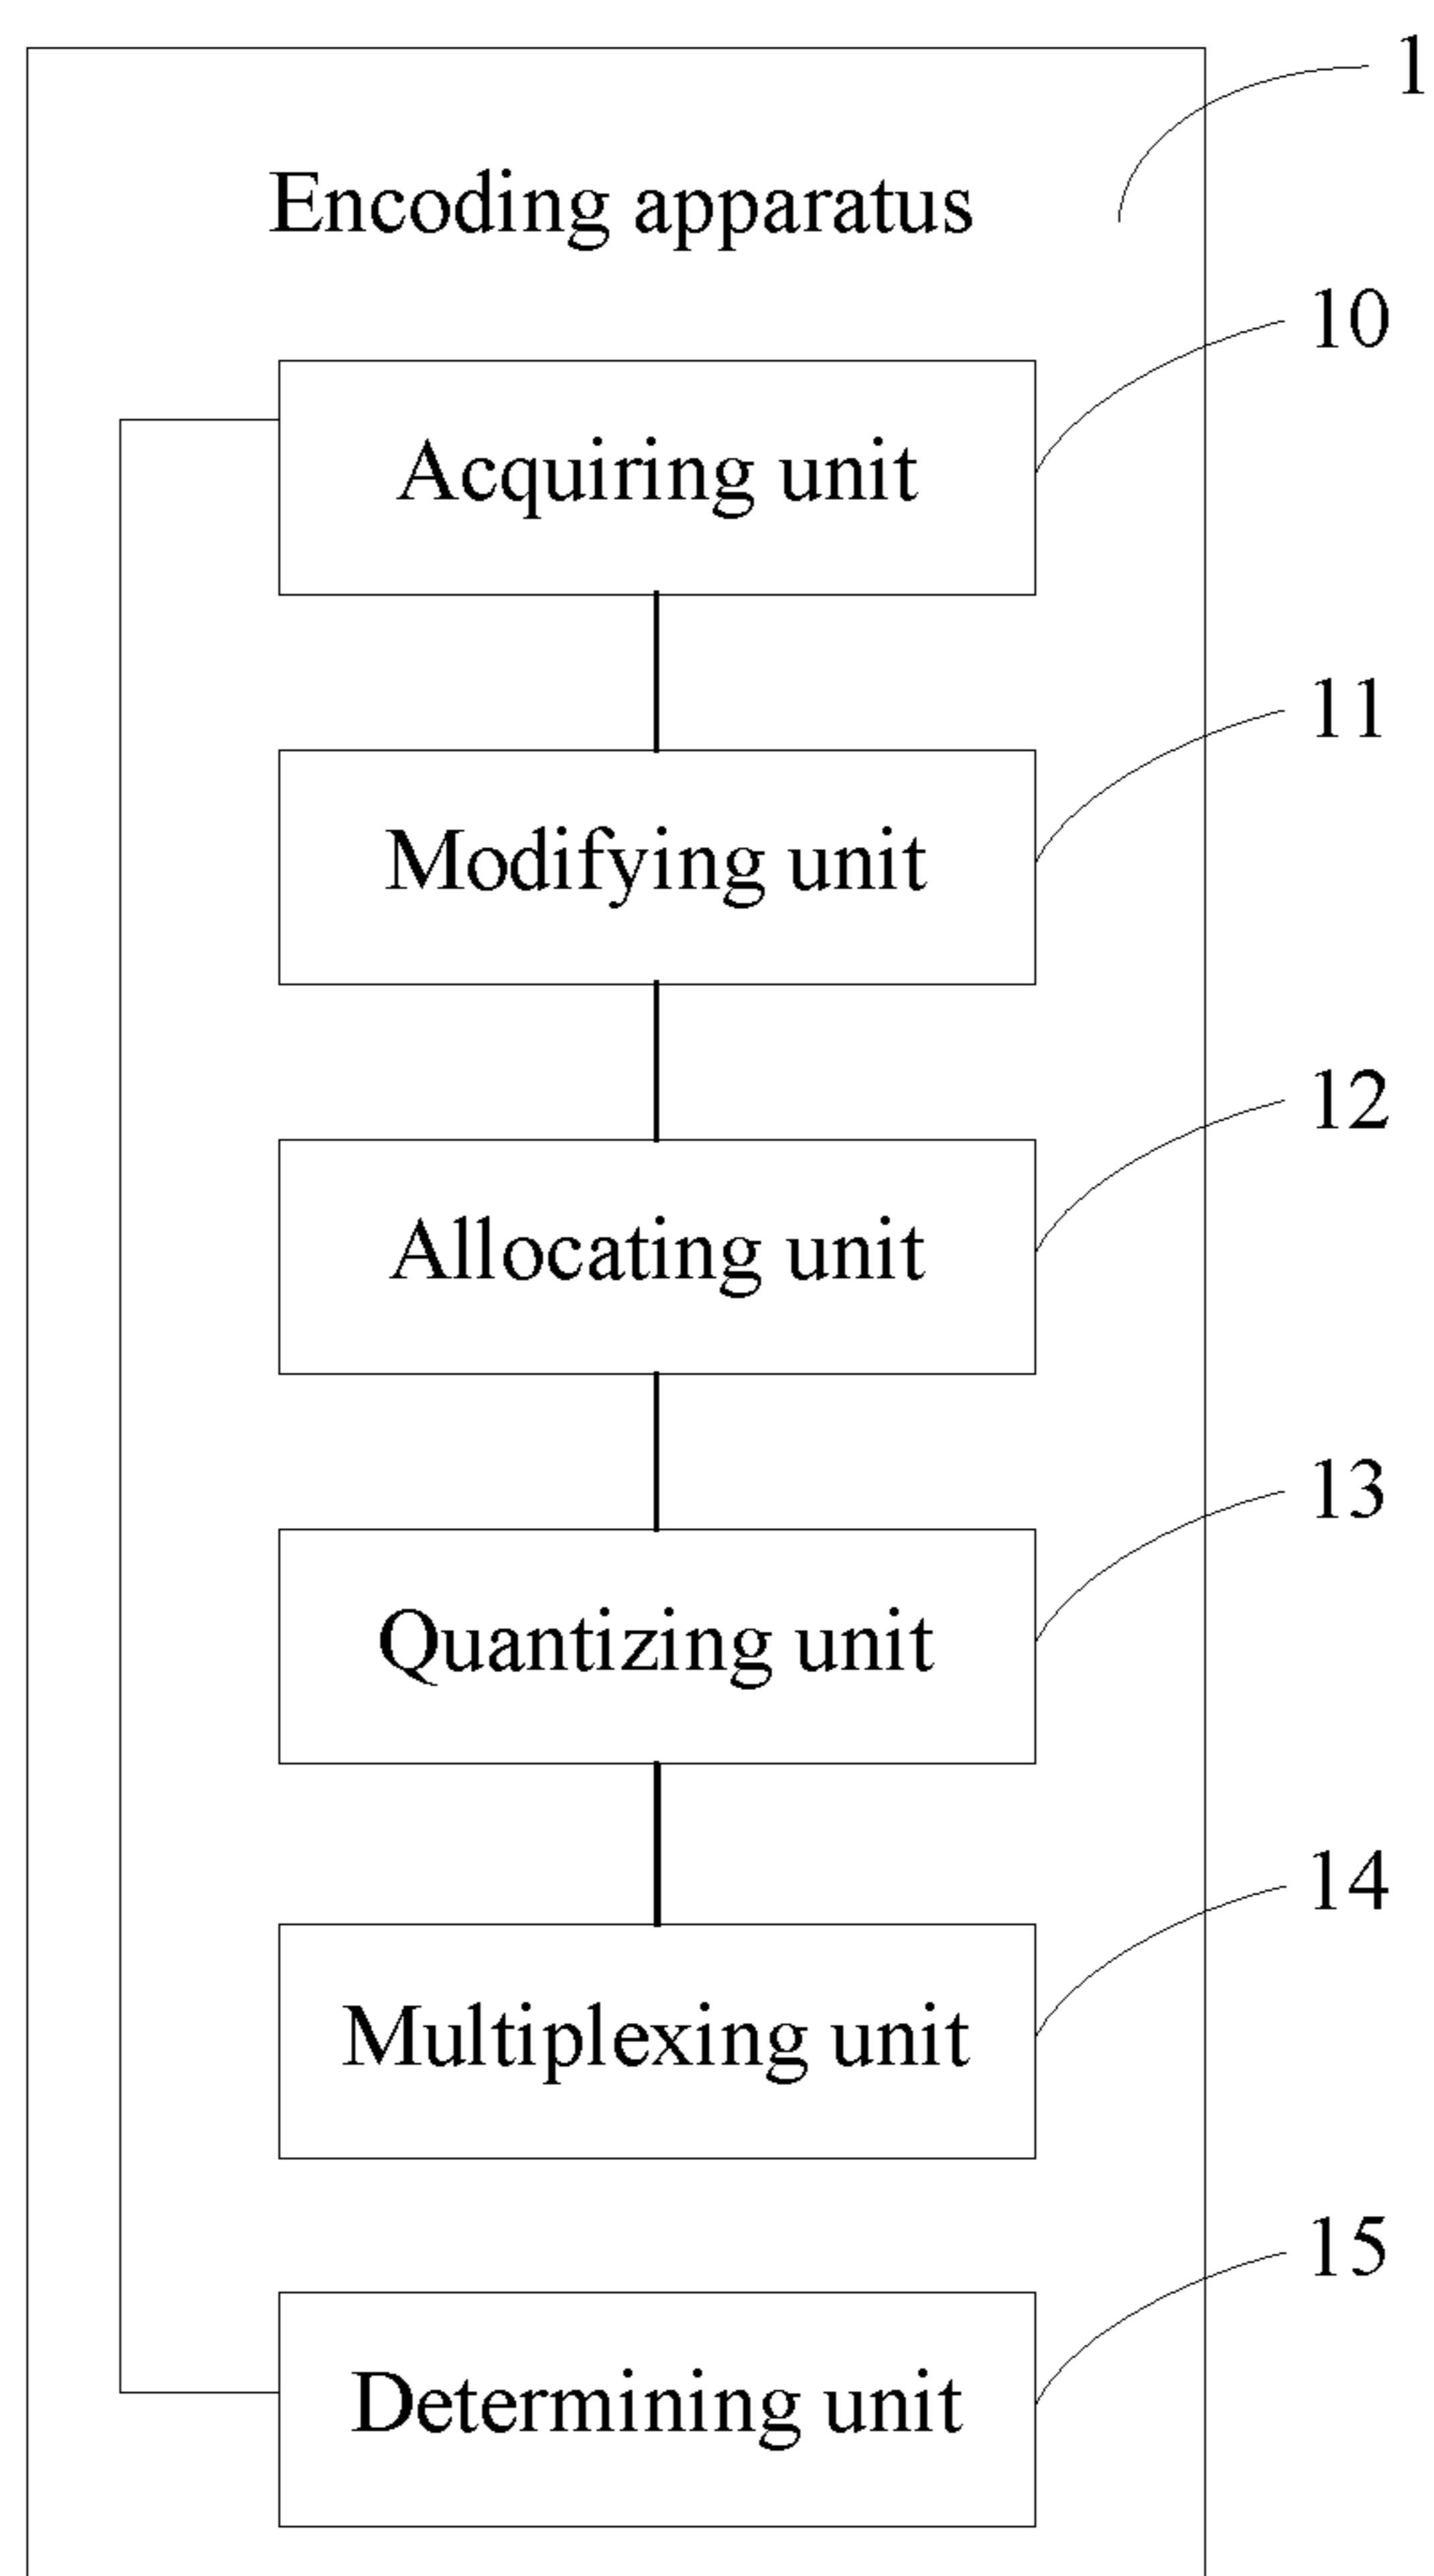 1
Encoding apparatus
10
Acquiring unit
11
Modifying unit
12
Allocating unit
13
Quantizing unit
14
Multiplexing unit
15
Determining unit